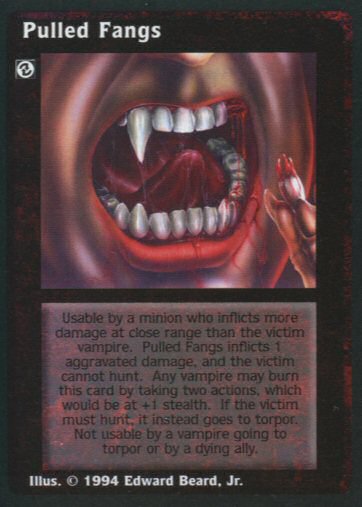 Pulled Fangs
Usable by a minion who inflicts more
damage at close range than the victim
vampire. Pulled Fangs inflicts 1
aggravated damage, and the victim
cannot hunt. Any vampire may burn
this card by taking two actions, which
would be at +1 stealth. If the victim
must hunt, it instead goes to torpor.
Not usable by a vampire going to
torpor or by a dying ally.
Illus. © 1994 Edward Beard, Jr.